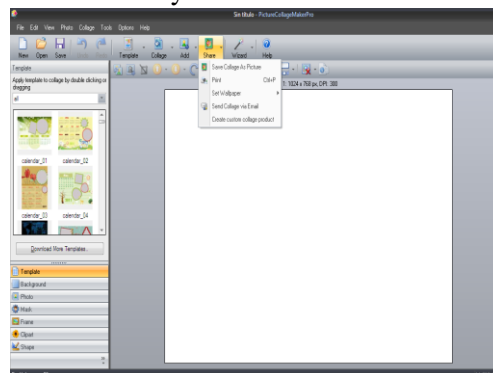 Sin titulo - PictureCollageMakerPro
File Edit View Photo Collage Tools Options Help
New Open Save Template Collage Add Share Wizard Help
Template
Apply template to collage by double clicking or
dragging
all
calendar_01 calendar_02
calendar_03 calendar_04
Download More Templates..
Template
Background
Photo
Mask
Frame
Clipart
Shape
Save Collage As Picture
Print Ctrl+P
Set Wallpaper
Send Collage via Email
Create custom collage product
1024 x 768 px, DPI: 300